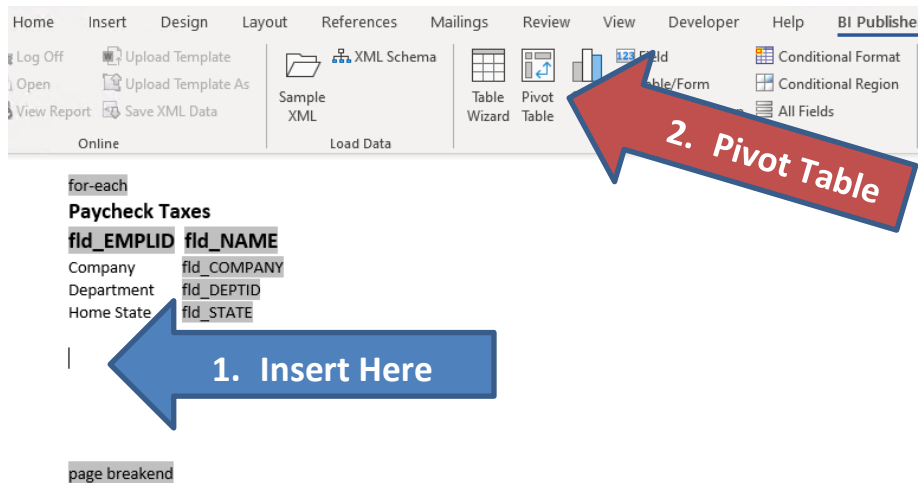 Home Insert Design Layout References Mailings Review View Developer Help BI Publishe
Log Off Upload Template XML Schema Conditional Format
Open Upload Template As /Form Conditional Region
View Report Save XML Data All Fields
Sample XML
Table Wizard
Pivot Table
Online Load Data
2. Pivot Table
for-each
Paycheck Taxes
fld_EMPLID fld_NAME
Company fld_COMPANY
Department fld_DEPTID
Home State fld_STATE
1. Insert Here
page breakend